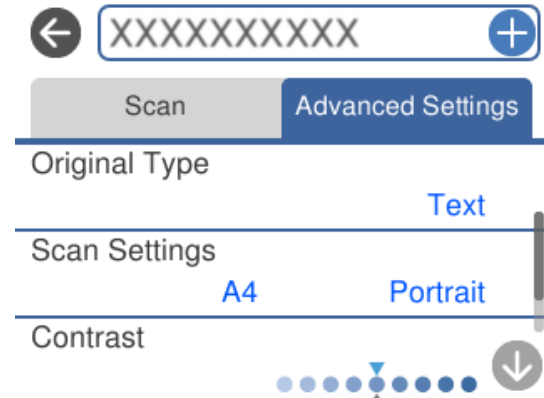 XXXXXXXXXX
Scan Advanced Settings
Original Type
Text
Scan Settings
A4 Portrait
Contrast